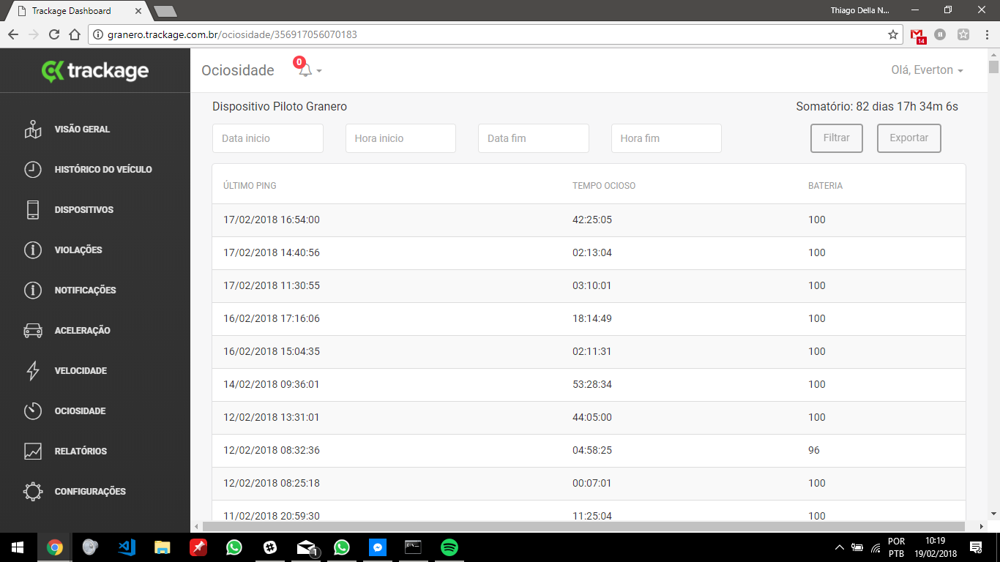 Trackage Dashboard
Thiago Della N...
granero.trackage.com.br/ociosidade/356917056070183
14
trackage
Ociosidade
0
Olá, Everton
VISÃO GERAL
HISTÓRICO DO VEÍCULO
DISPOSITIVOS
VIOLAÇÕES
NOTIFICAÇÕES
ACELERAÇÃO
VELOCIDADE
OCIOSIDADE
RELATÓRIOS
CONFIGURAÇÕES
Dispositivo Piloto Granero
Somatório: 82 dias 17h 34m 6s
Data inicio Hora inicio Data fim Hora fim Filtrar Exportar
ÚLTIMO PING TEMPO OCIOSO BATERIA
17/02/2018 16:54:00 42:25:05 100
17/02/2018 14:40:56 02:13:04 100
17/02/2018 11:30:55 03:10:01 100
16/02/2018 17:16:06 18:14:49 100
16/02/2018 15:04:35 02:11:31 100
14/02/2018 09:36:01 53:28:34 100
12/02/2018 13:31:01 44:05:00 100
12/02/2018 08:32:36 04:58:25 96
12/02/2018 08:25:18 00:07:01 100
11/02/2018 20:59:30 11:25:04 100
1
POR
PTB
10:19
19/02/2018